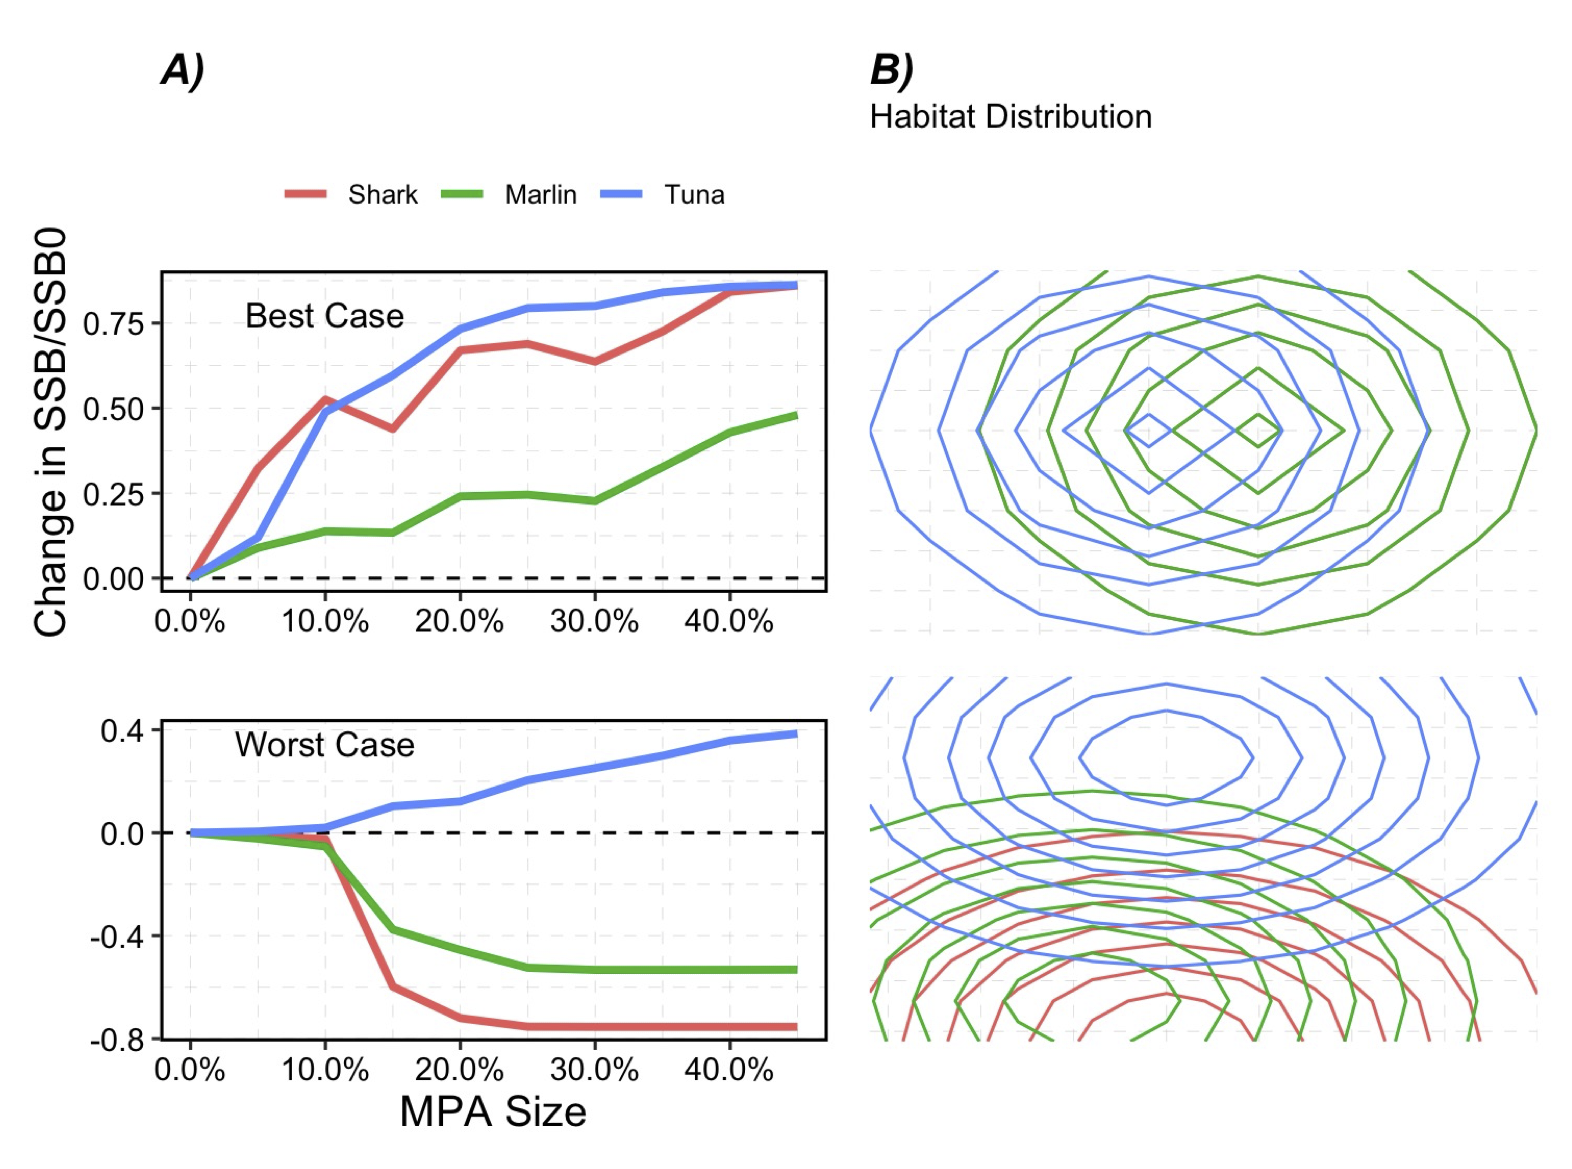 A)
B)
Habitat Distribution
Shark Marlin Tuna
Change in SSB/SSB0
Best Case
0.75
0.50
0.25
0.00
0.0% 10.0% 20.0% 30.0% 40.0%
Worst Case
0.4
0.0
-0.4
-0.8
0.0% 10.0% 20.0% 30.0% 40.0%
MPA Size